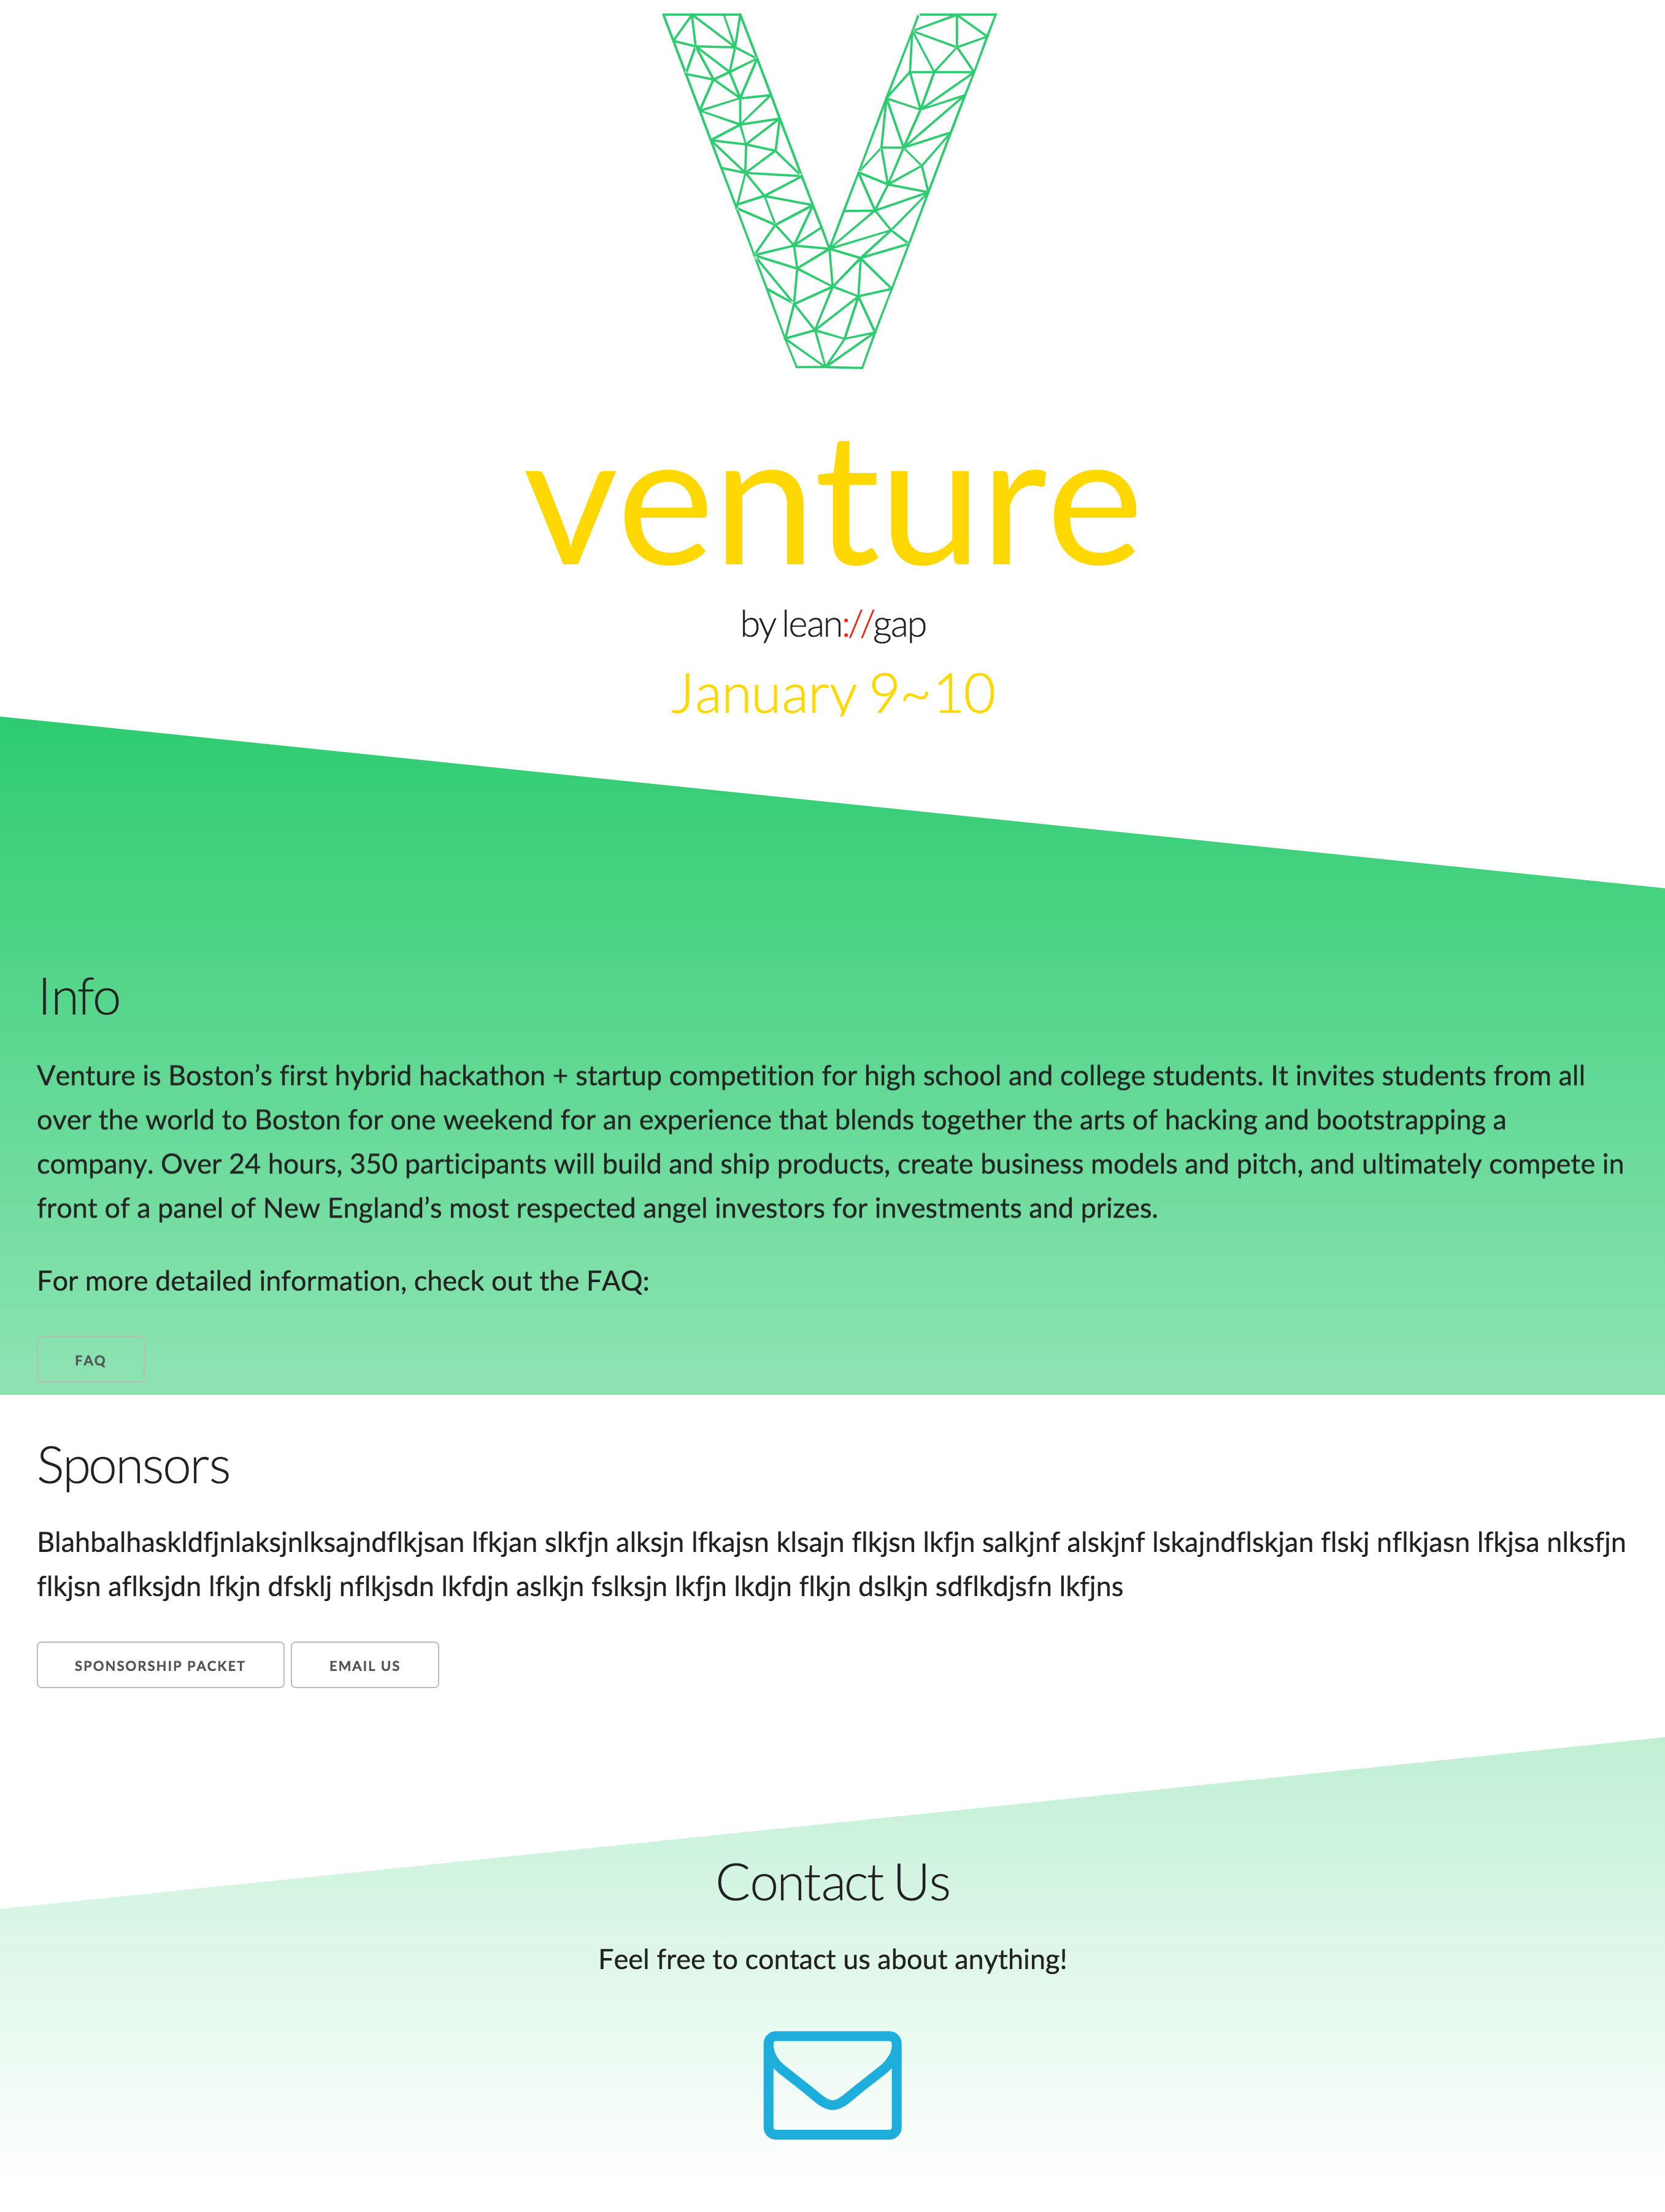 venture
by lean://gap
January 9~10
Info
Venture is Boston’s first hybrid hackathon + startup competition for high school and college students. It invites students from all
over the world to Boston for one weekend for an experience that blends together the arts of hacking and bootstrapping a
company. Over 24 hours, 350 participants will build and ship products, create business models and pitch, and ultimately compete in
front of a panel of New England’s most respected angel investors for investments and prizes.
For more detailed information, check out the FAQ:
FAQ
Sponsors
Blahbalhaskldfjnlaksjnlksajndflkjsan lfkjan slkfjn alksjn lfkajsn klsajn flkjsn lkfjn salkjnf alskjnf lskajndflskjan flskj nflkjasn lfkjsa nlksfjn
flkjsn aflksjdn lfkjn dfsklj nflkjsdn lkfdjn aslkjn fslksjn lkfjn lkdjn flkjn dslkjn sdflkdjsfn lkfjns
SPONSORSHIP PACKET EMAIL US
Contact Us
Feel free to contact us about anything!